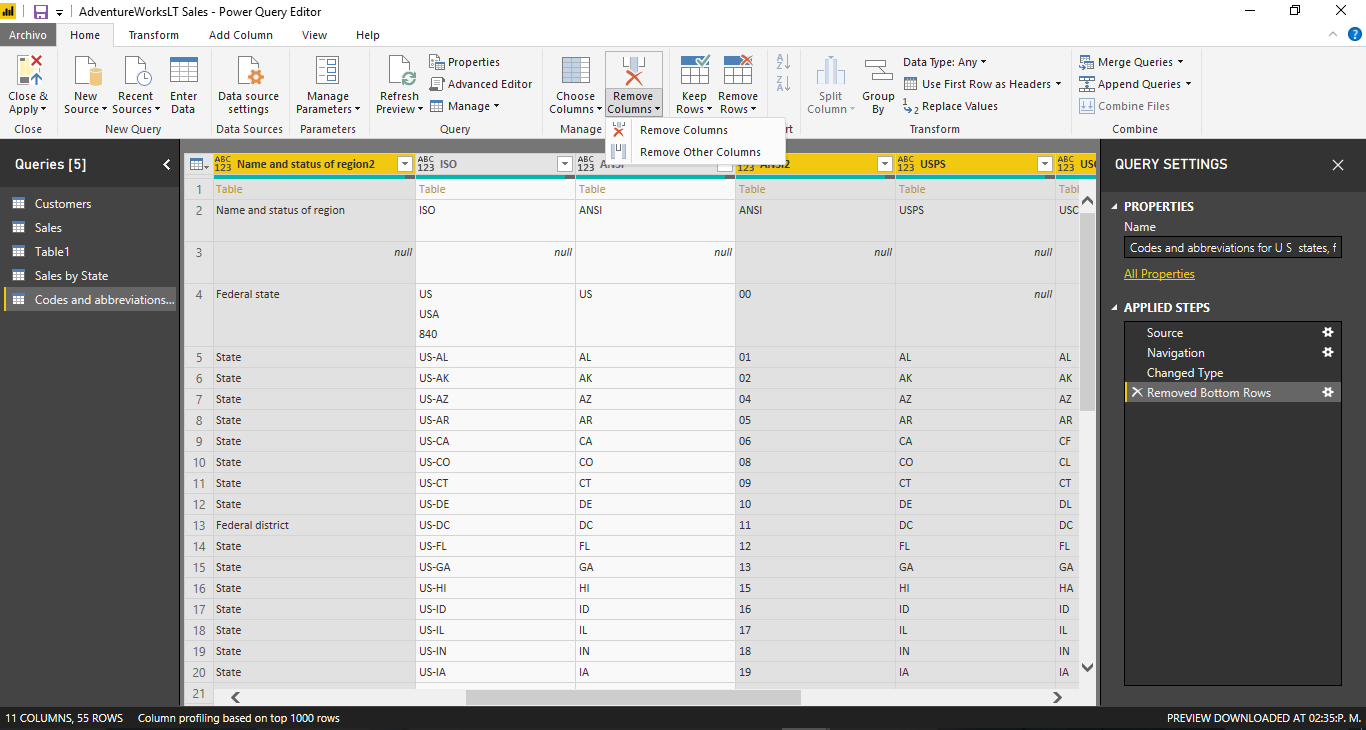 AdventureWorksLT Sales - Power Query Editor
Archivo Home Transform Add Column View Help
Close & Apply
Close
New Source
Recent Sources
Enter Data
New Query
Data source settings
Data Sources
Manage Parameters
Parameters
Refresh Preview
Properties
Advanced Editor
Manage
Query
Choose Columns
Remove Columns
Manage
Keep Rows
Remove Rows
Split Column
Group By
Data Type: Any
Use First Row as Headers
Replace Values
Transform
Merge Queries
Append Queries
Combine Files
Combine
Remove Columns
Remove Other Columns
Queries [5]
Customers
Sales
Table1
Sales by State
Codes and abbreviations...
ABC 123 Name and status of region2 ABC 123 ISO ABC 123 ANSI 123 ANSI2 ABC 123 USPS ABC 123
1 Table Table Table Table Table
2 Name and status of region ISO ANSI ANSI USPS USC
3 null null null null null
4 Federal state US US 00 null
USA
840
5 State US-AL AL 01 AL AL
6 State US-AK AK 02 AK AK
7 State US-AZ AZ 04 AZ AZ
8 State US-AR AR 05 AR AR
9 State US-CA CA 06 CA CF
10 State US-CO CO 08 CO CL
11 State US-CT CT 09 CT CT
12 State US-DE DE 10 DE DL
13 Federal district US-DC DC 11 DC DC
14 State US-FL FL 12 FL FL
15 State US-GA GA 13 GA GA
16 State US-HI HI 15 HI HA
17 State US-ID ID 16 ID ID
18 State US-IL IL 17 IL IL
19 State US-IN IN 18 IN IN
20 State US-IA IA 19 IA IA
21
QUERY SETTINGS
PROPERTIES
Name
Codes and abbreviations for U S states, f
All Properties
APPLIED STEPS
Source
Navigation
Changed Type
Removed Bottom Rows
11 COLUMNS, 55 ROWS Column profiling based on top 1000 rows
PREVIEW DOWNLOADED AT 02:35:P. M.